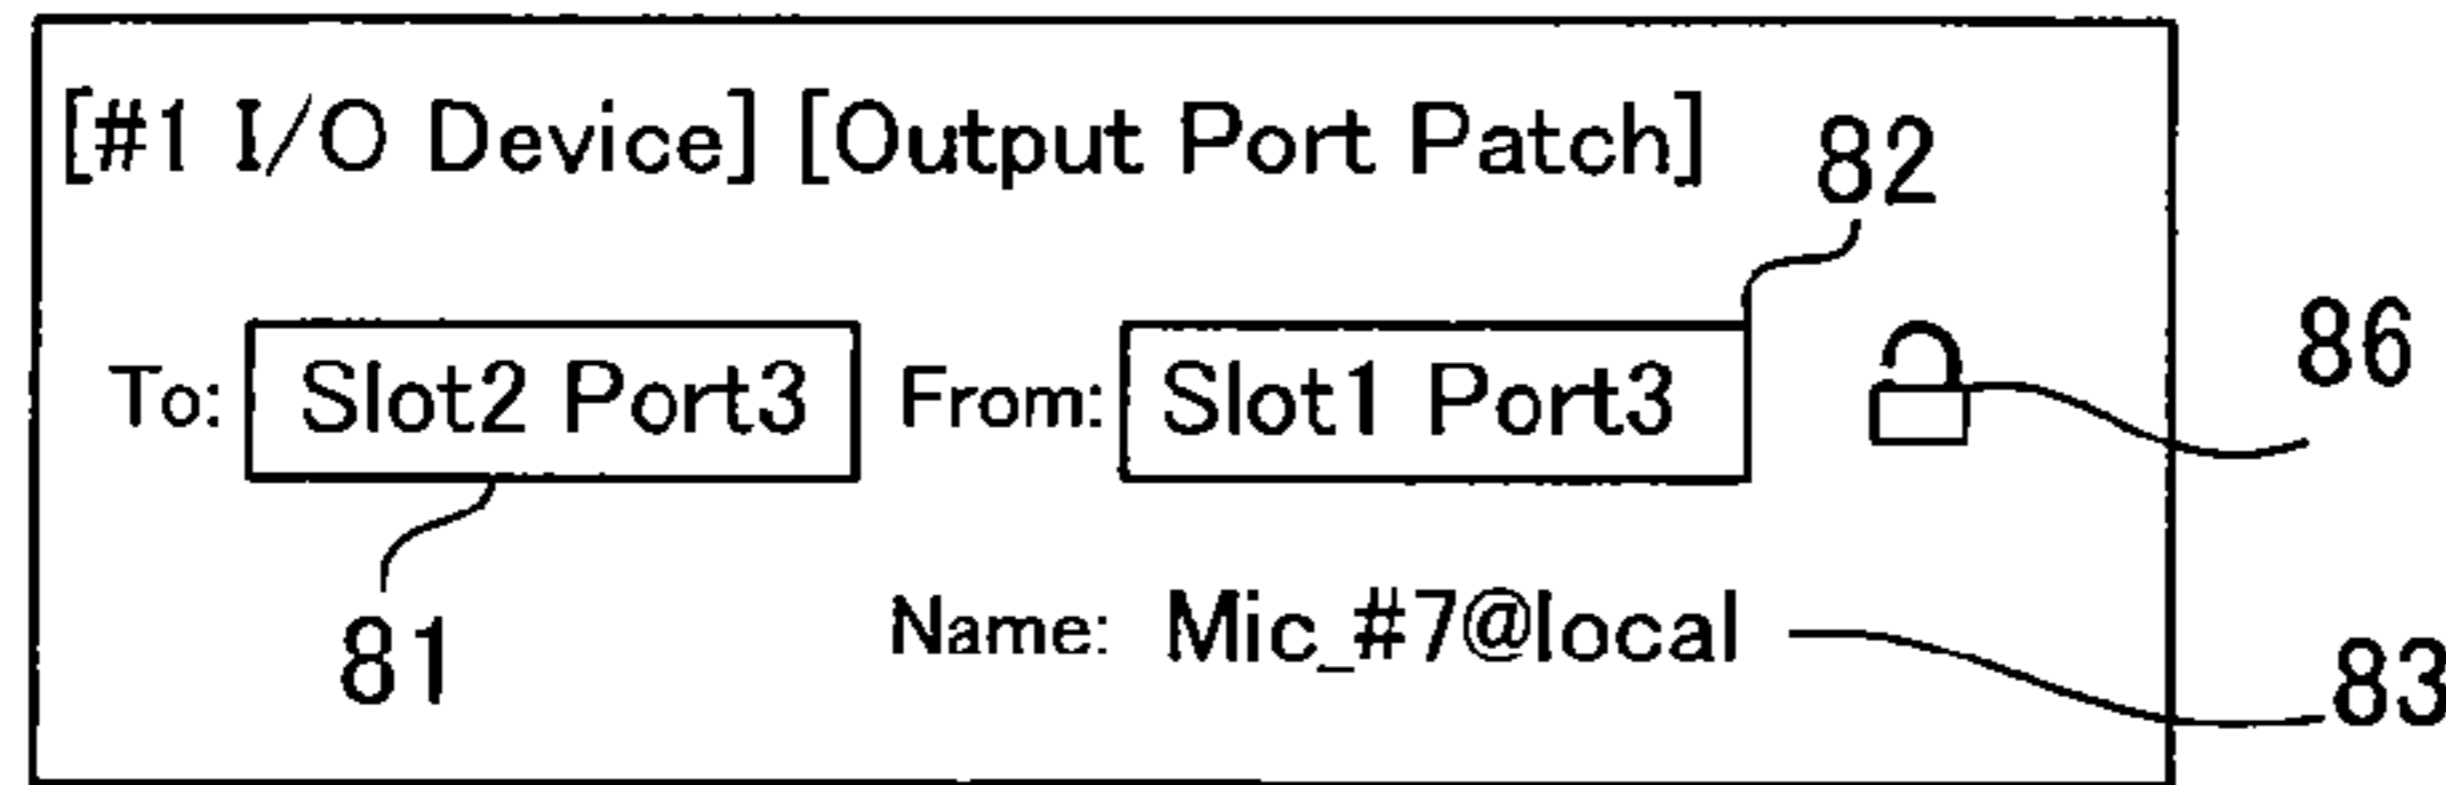 [#1 I/O Device] [Output Port Patch]
82
To: Slot2 Port3 From: Slot1 Port3
86
81
Name: Mic_#7@local
83